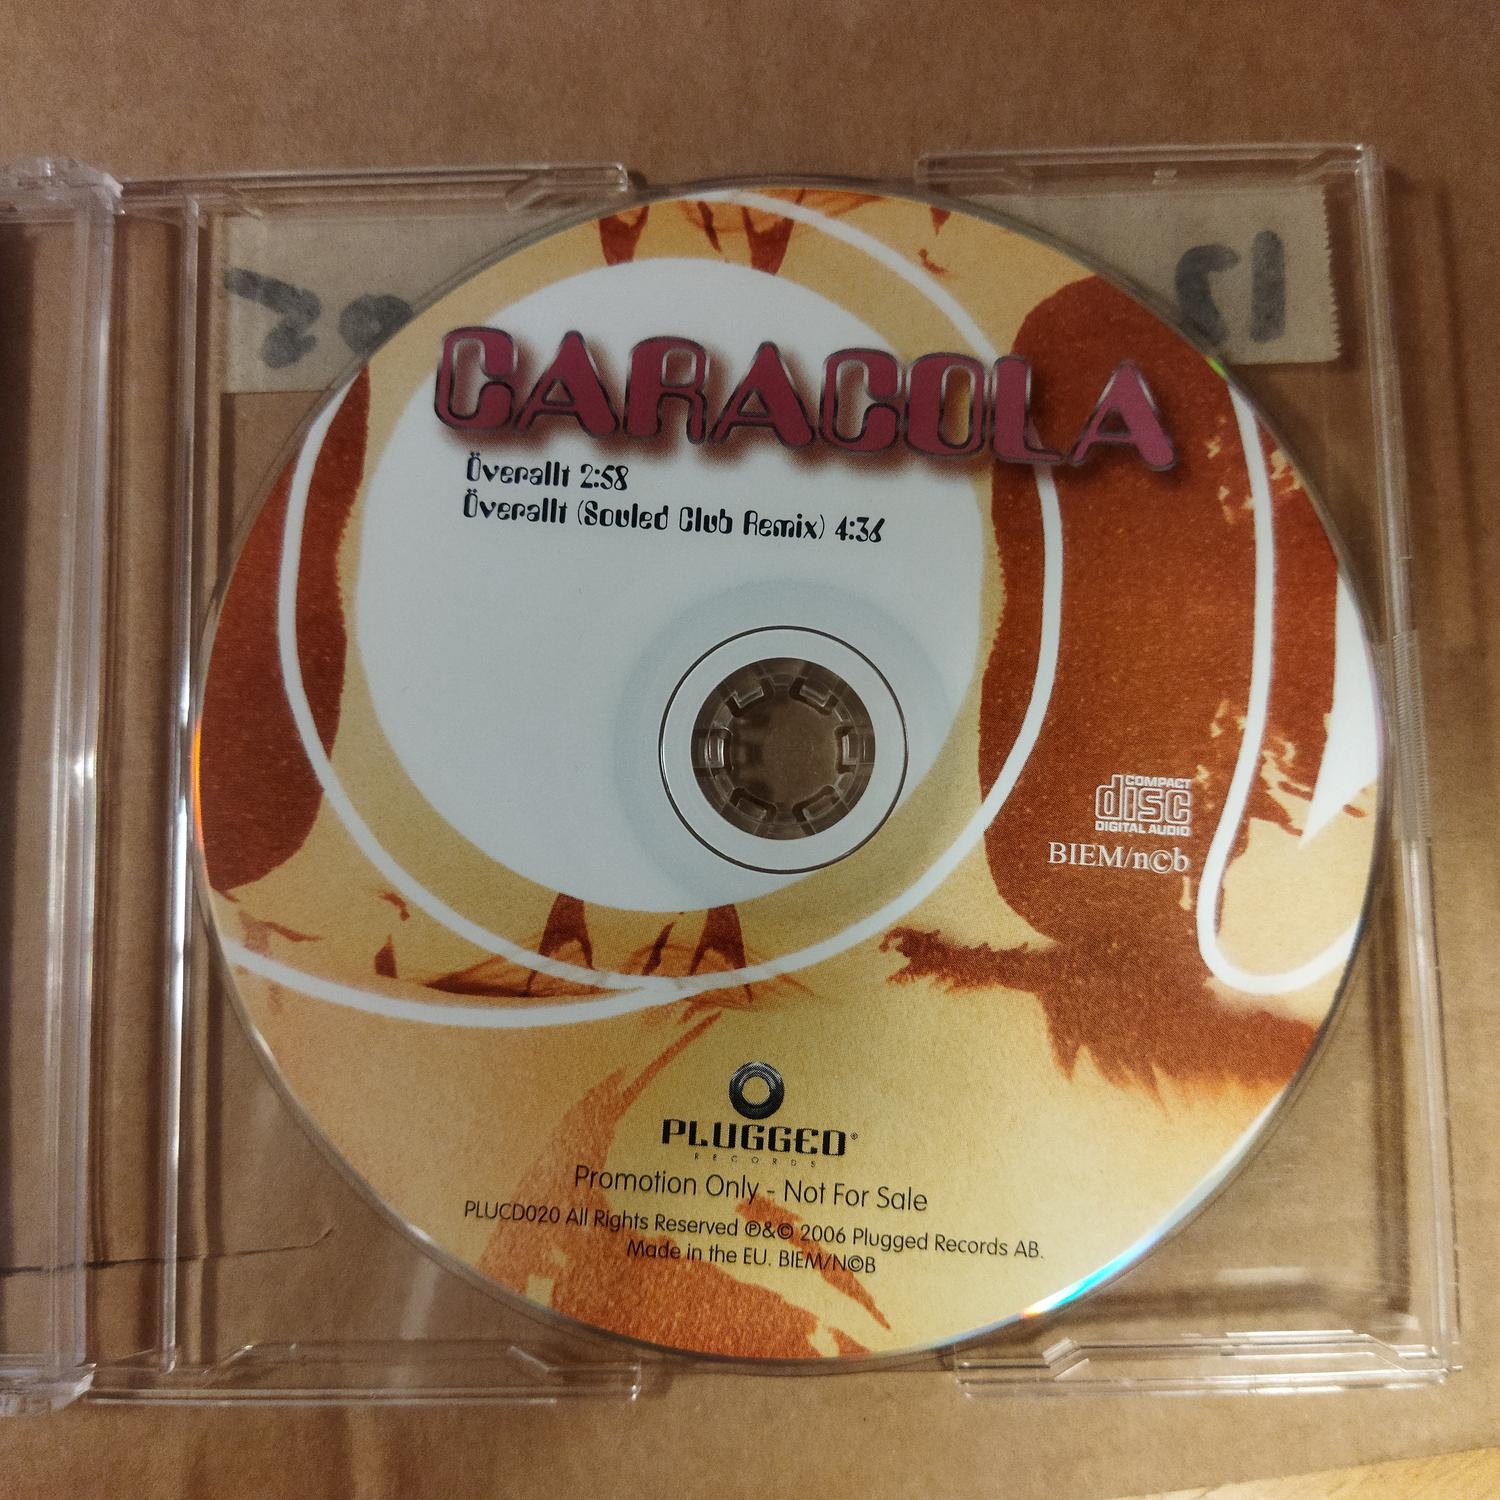 CARACOLA
Överallt 2:58
Överallt (Souled Club Remix) 4:36
COMPACT
disc
DIGITAL AUDIO
BIEM/n©b
PLUGGED®
RECORDS
Promotion Only - Not For Sale
PLUCD020 All Rights Reserved ℗&© 2006 Plugged Records AB.
Made in the EU. BIEM/N©B